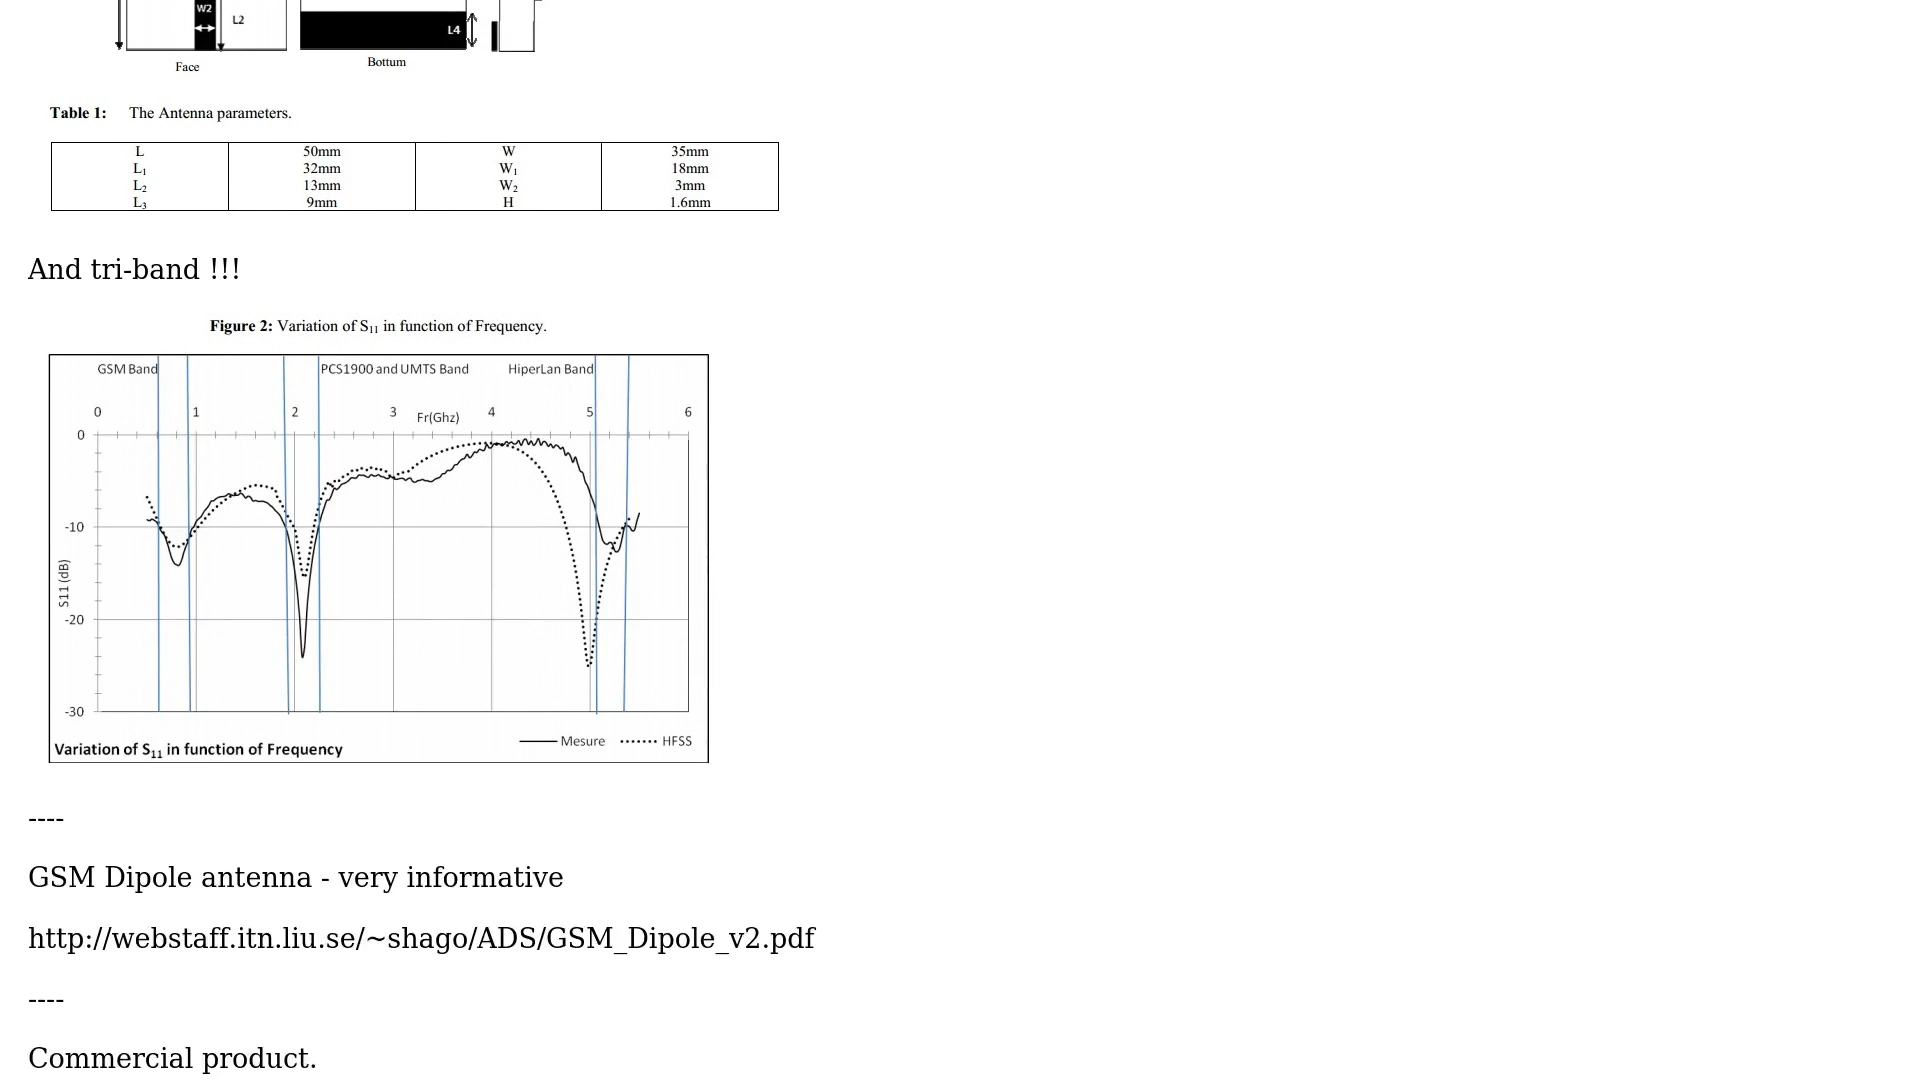 W2
L2
L4
Face
Bottum
Table 1: The Antenna parameters.
L 50mm W 35mm
L1 32mm W1 18mm
L2 13mm W2 3mm
L3 9mm H 1.6mm
And tri-band !!!
Figure 2: Variation of S11 in function of Frequency.
GSM Band PCS1900 and UMTS Band HiperLan Band
0 1 2 3 Fr(Ghz) 4 5 6
0
-10
S11 (dB)
-20
-30
Mesure HFSS
Variation of S11 in function of Frequency
----
GSM Dipole antenna - very informative
http://webstaff.itn.liu.se/~shago/ADS/GSM_Dipole_v2.pdf
----
Commercial product.